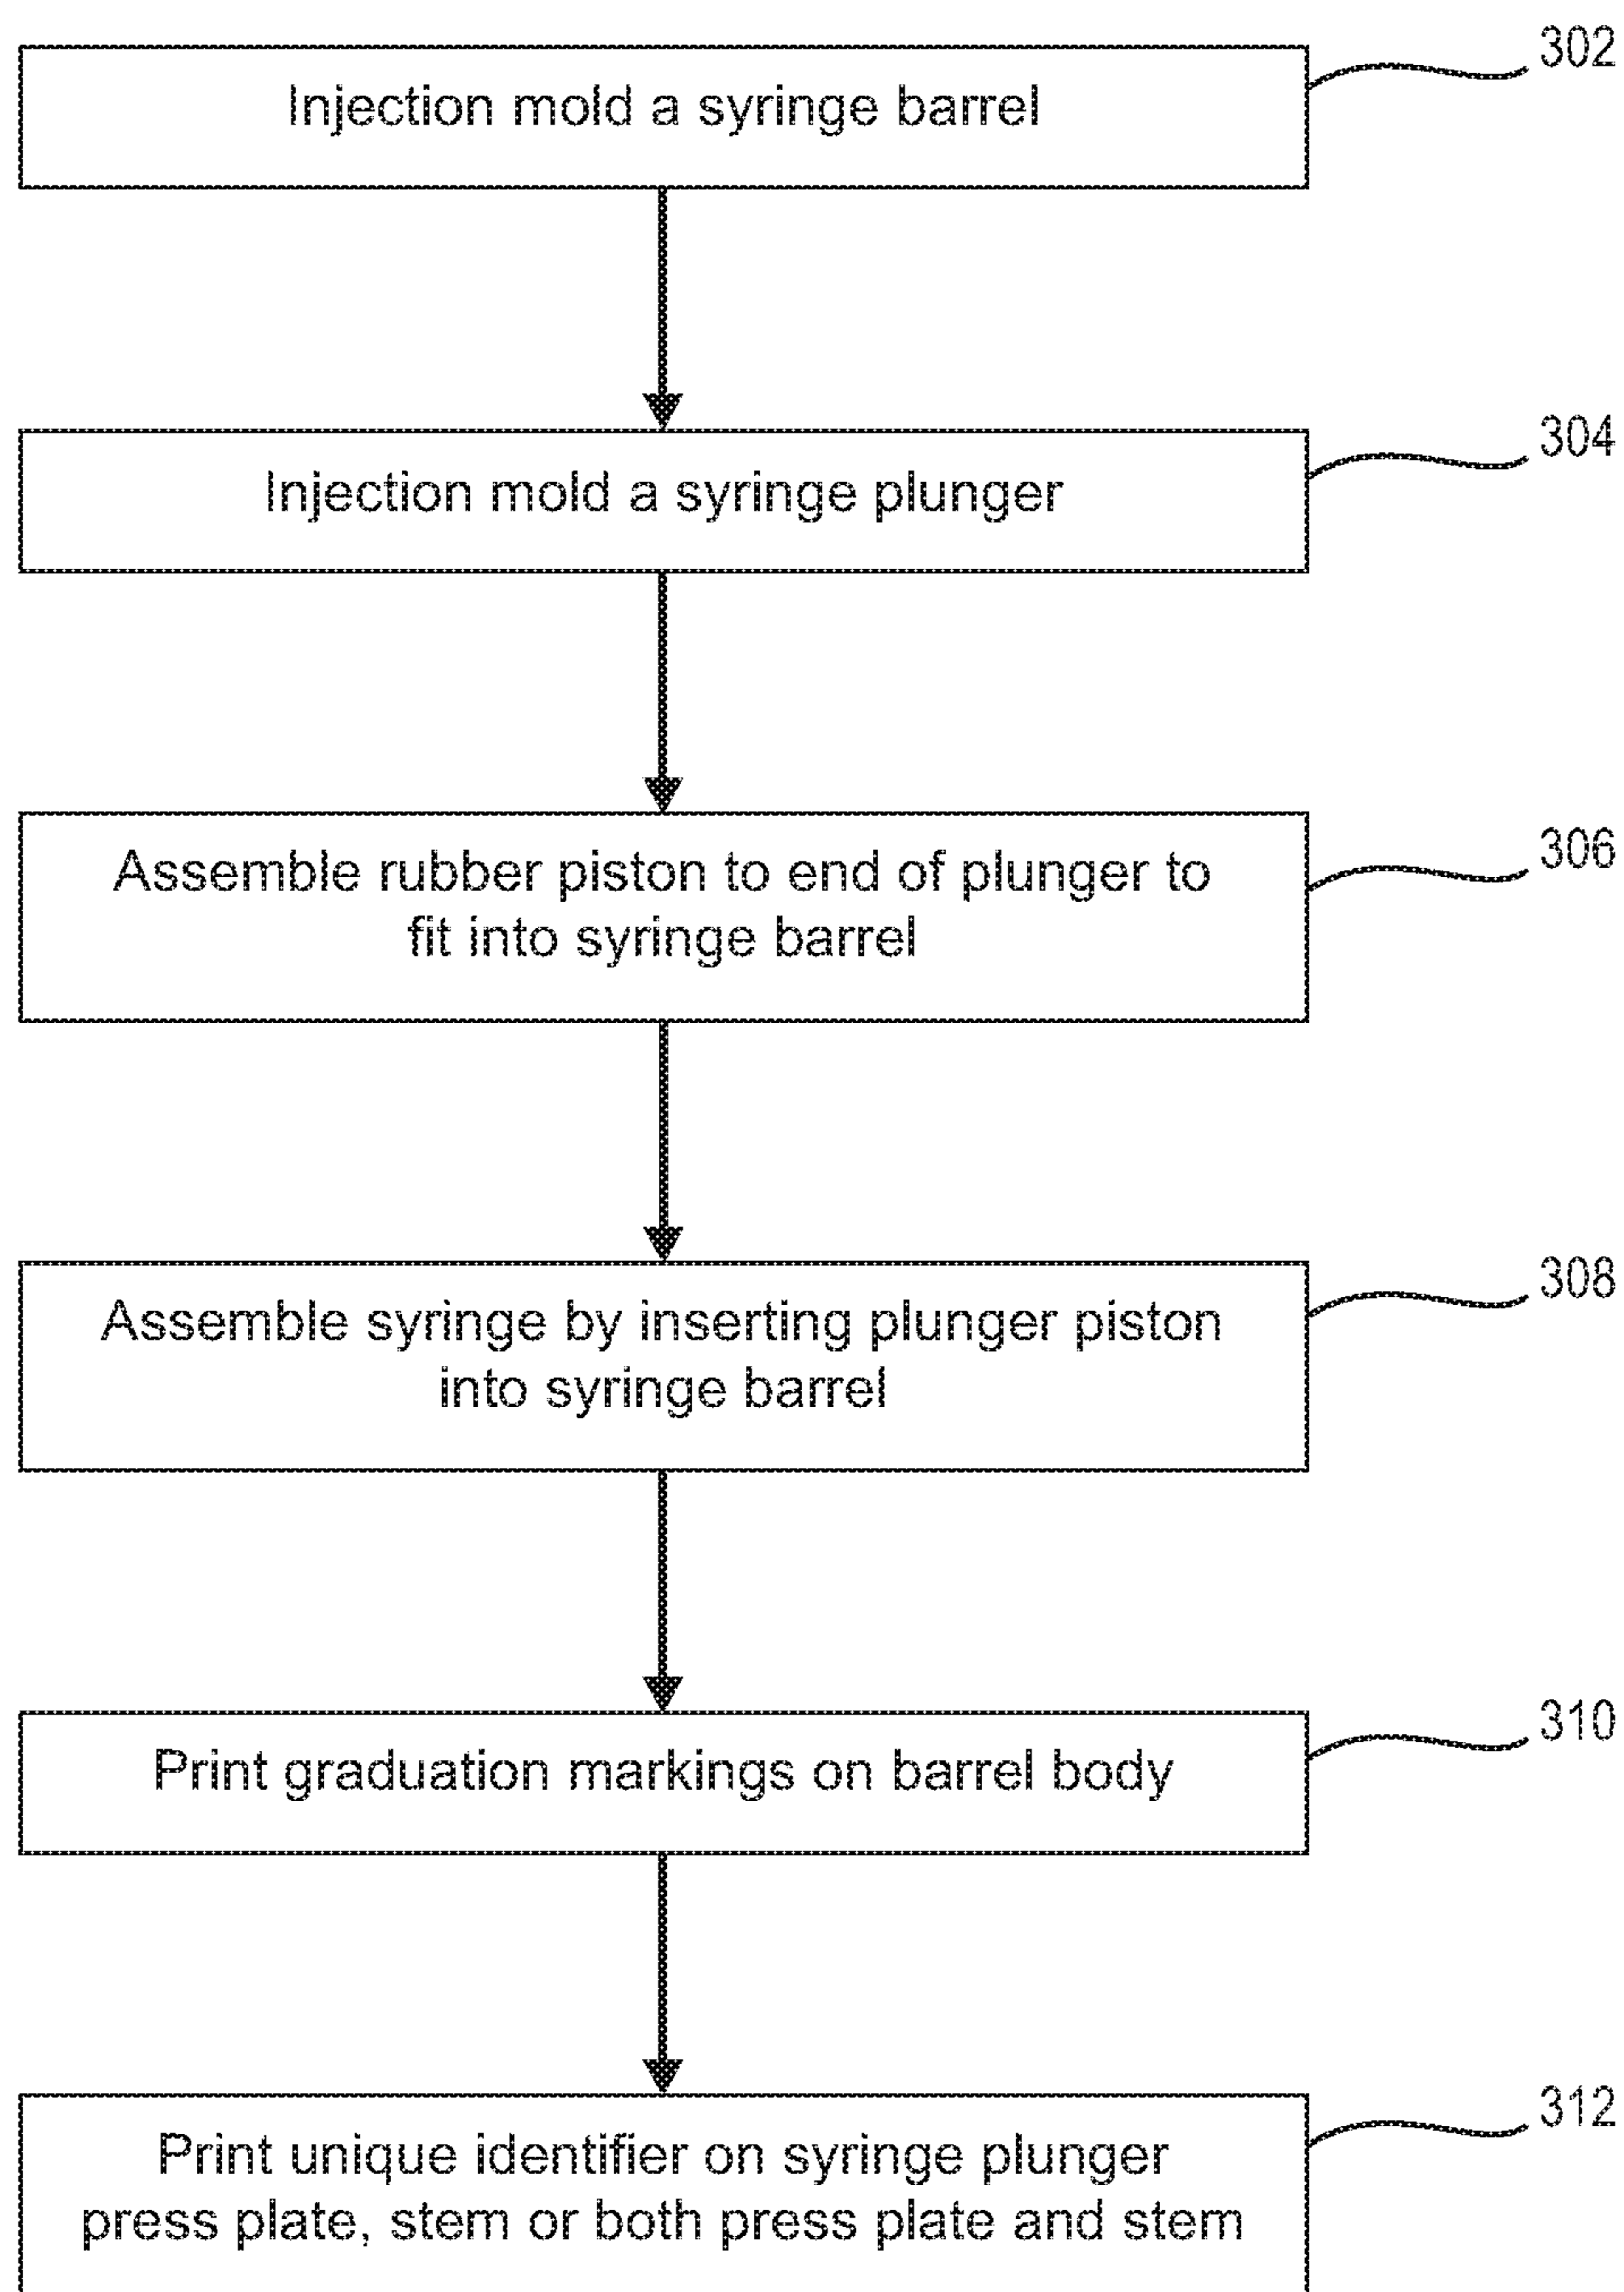 302
Injection mold a syringe barrel
304
Injection mold a syringe plunger
306
Assemble rubber piston to end of plunger to
fit into syringe barrel
308
Assemble syringe by inserting plunger piston
into syringe barrel
310
Print graduation markings on barrel body
312
Print unique identifier on syringe plunger
press plate, stem or both press plate and stem